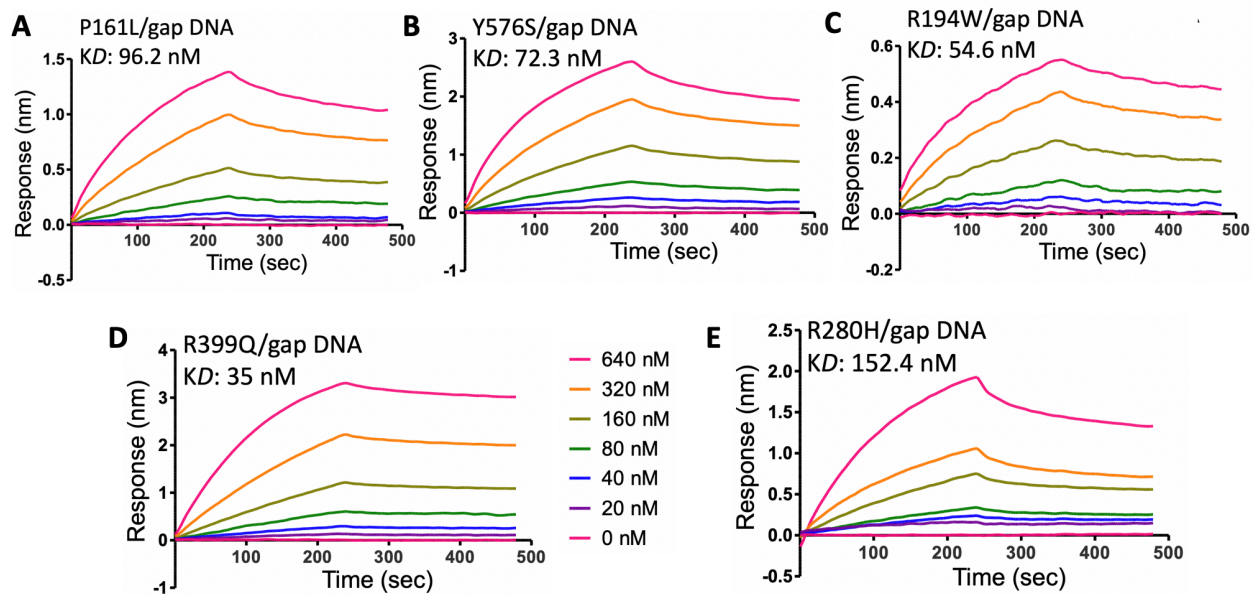 A
P161L/gap DNA
KD: 96.2 nM
1.5
1.0
0.5
0.0
-0.5
100
200
300
400
500
Response (nm)
Time (sec)
B
Y576S/gap DNA
KD: 72.3 nM
3
2
1
0
-1
100
200
300
400
500
Response (nm)
Time (sec)
C
R194W/gap DNA
KD: 54.6 nM
0.6
0.4
0.2
0.0
-0.2
100
200
300
400
500
Response (nm)
Time (sec)
D
R399Q/gap DNA
KD: 35 nM
4
3
2
1
0
-1
100
200
300
400
500
Response (nm)
Time (sec)
640 nM
320 nM
160 nM
80 nM
40 nM
20 nM
0 nM
E
R280H/gap DNA
KD: 152.4 nM
2.5
2.0
1.5
1.0
0.5
0.0
-0.5
100
200
300
400
500
Response (nm)
Time (sec)